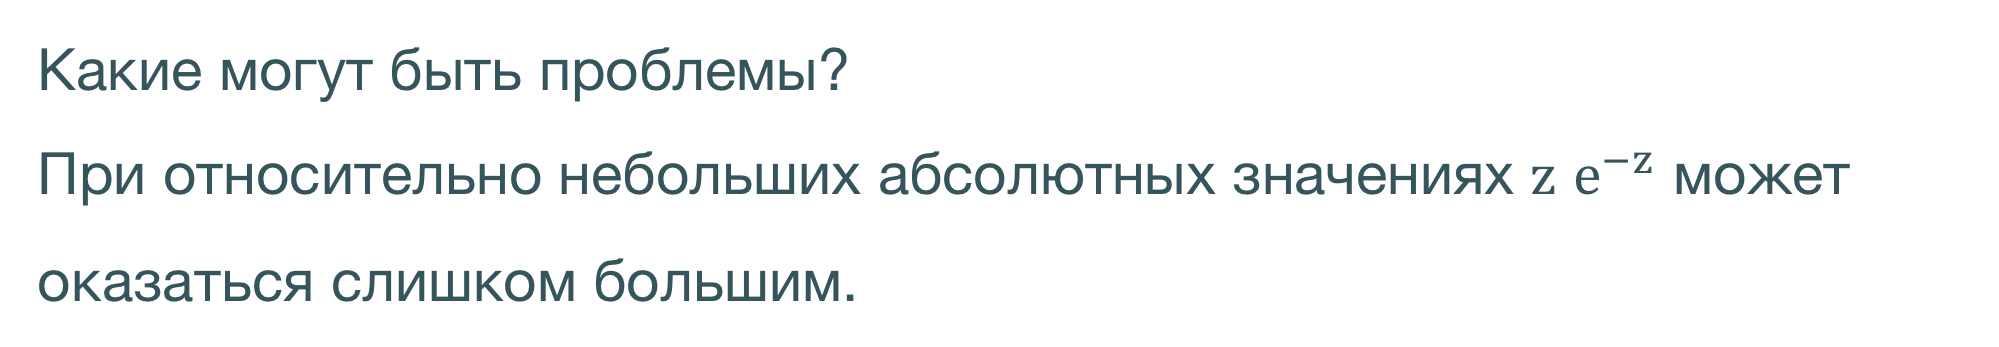 Какие могут быть проблемы?
При относительно небольших абсолютных значениях z e⁻ᶻ может
оказаться слишком большим.